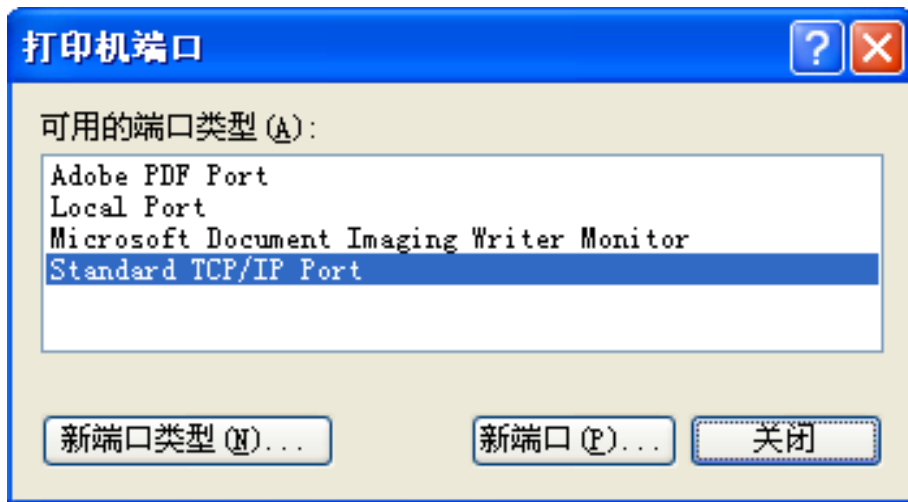 打印机端口
可用的端口类型(A):
Adobe PDF Port
Local Port
Microsoft Document Imaging Writer Monitor
Standard TCP/IP Port
新端口类型(N)... 新端口(P)... 关闭